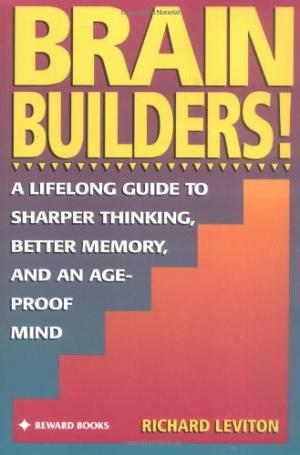 BRAIN
BUILDERS!
A LIFELONG GUIDE TO
SHARPER THINKING,
BETTER MEMORY,
AND AN AGE-
PROOF
MIND
REWARD BOOKS
RICHARD LEVITON